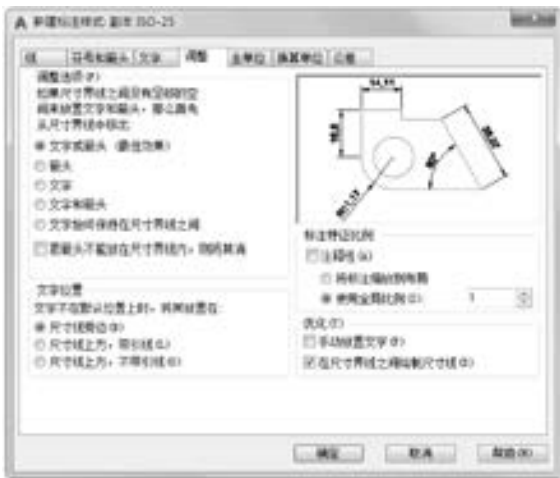 新建标注样式: 副本 ISO-25
线 符号和箭头 文字 调整 主单位 换算单位 公差
调整选项(F)
如果尺寸界线之间没有足够的空
间来放置文字和箭头，那么首先
从尺寸界线中移出:
文字或箭头 (最佳效果)
箭头
文字
文字和箭头
文字始终保持在尺寸界线之间
若箭头不能放在尺寸界线内，则将其消
文字位置
文字不在默认位置上时，将其放置在:
尺寸线旁边(B)
尺寸线上方，带引线(L)
尺寸线上方，不带引线(O)
14,11
16,6
60°
R11,17
标注特征比例
注释性(A)
将标注缩放到布局
使用全局比例(S): 1
优化(T)
手动放置文字(P)
在尺寸界线之间绘制尺寸线(D)
确定 取消 帮助(H)